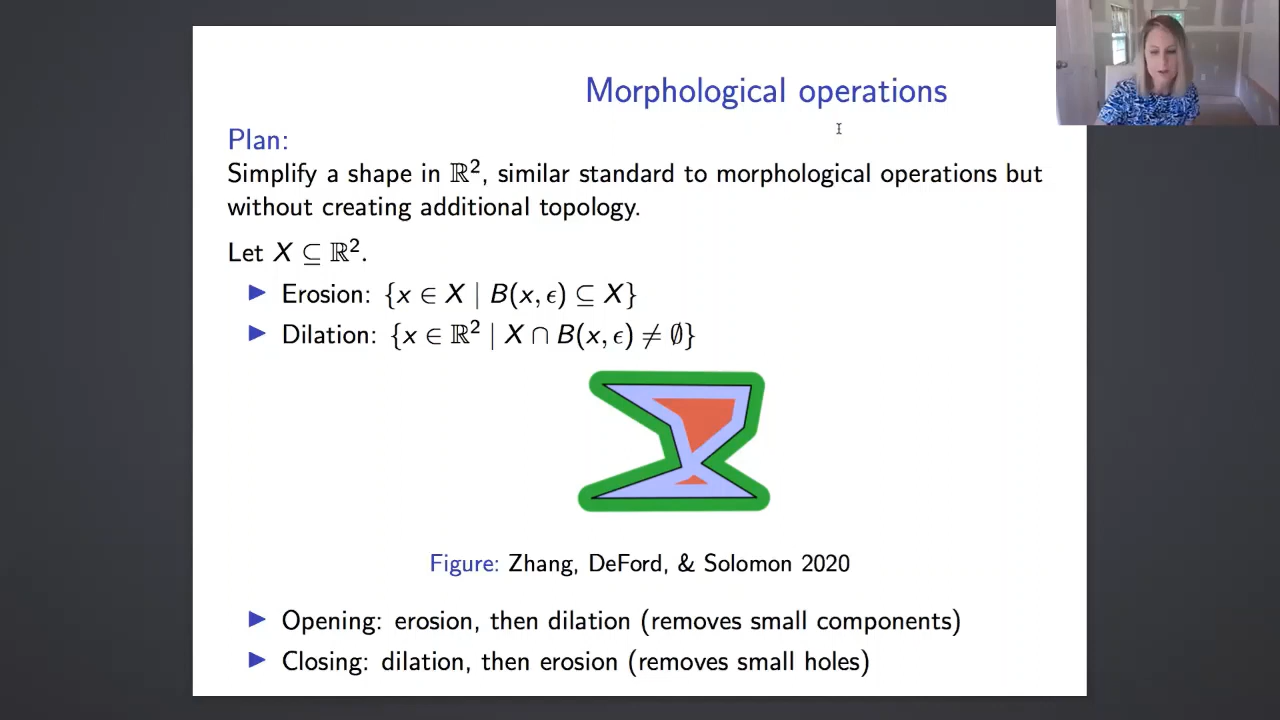 Morphological operations
Plan:
Simplify a shape in ℝ², similar standard to morphological operations but
without creating additional topology.
Let X ⊆ ℝ².
▶ Erosion: {x ∈ X | B(x, ϵ) ⊆ X}
▶ Dilation: {x ∈ ℝ² | X ∩ B(x, ϵ) ≠ ∅}
Figure: Zhang, DeFord, & Solomon 2020
▶ Opening: erosion, then dilation (removes small components)
▶ Closing: dilation, then erosion (removes small holes)